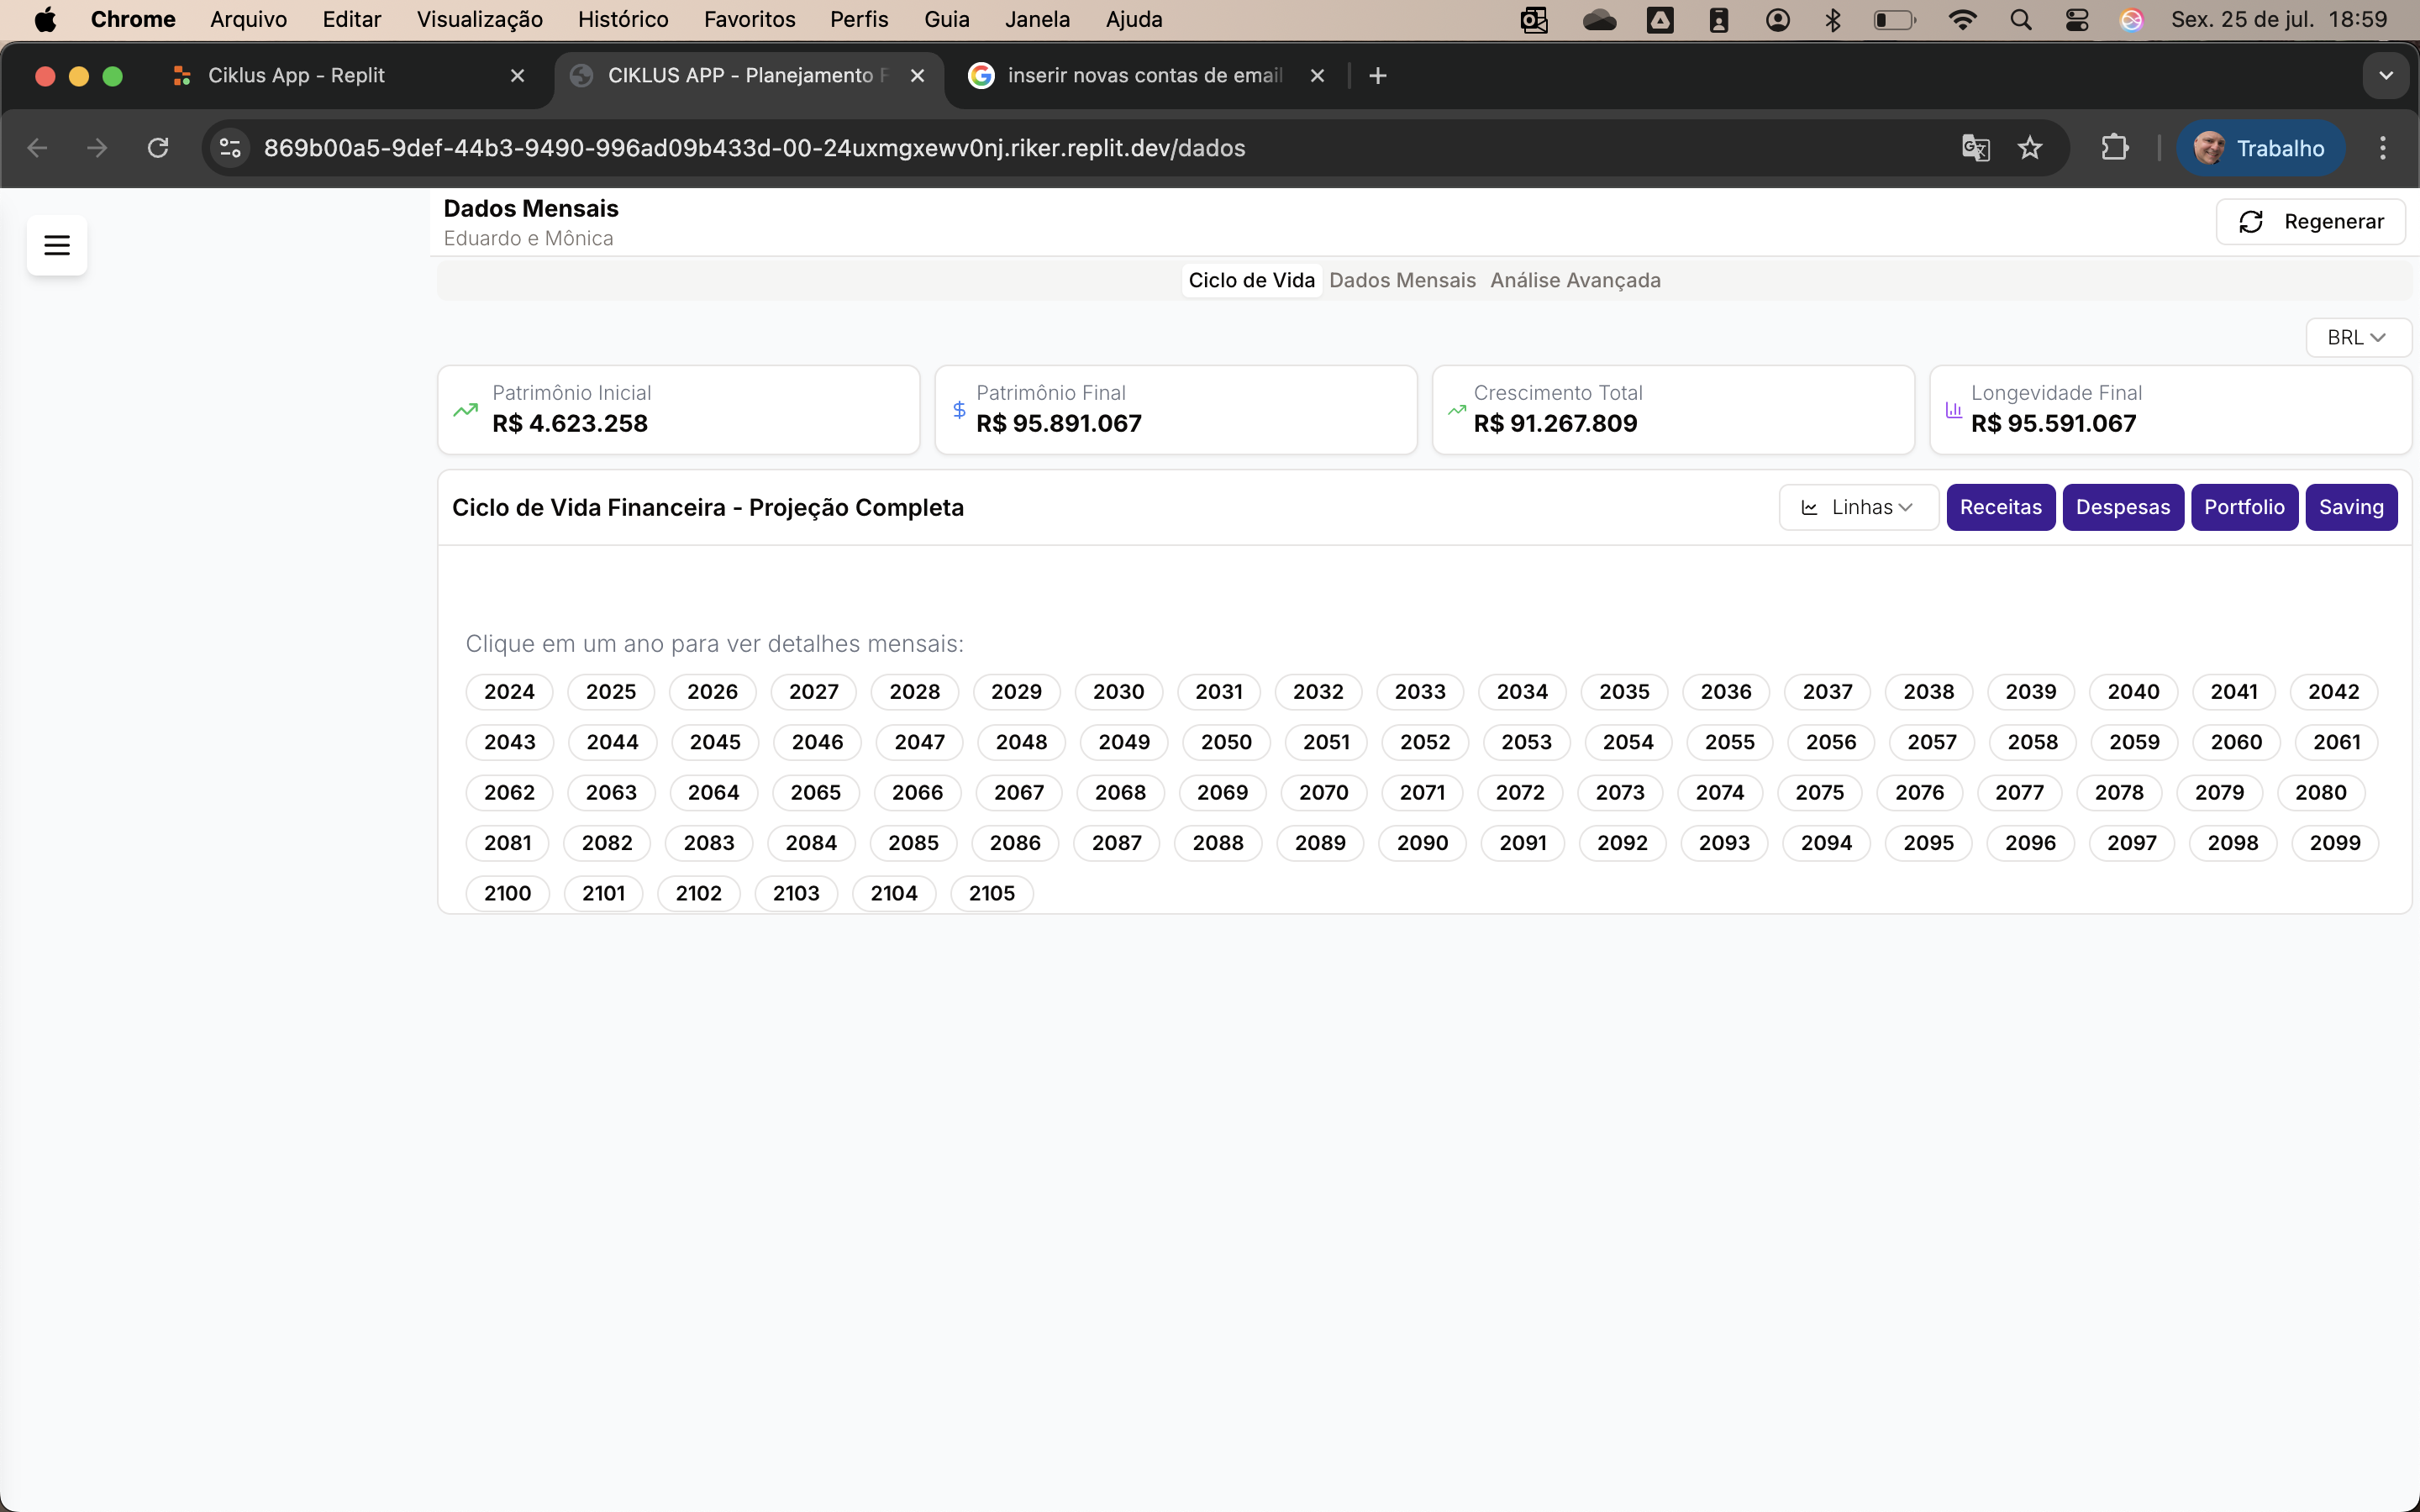 Chrome Arquivo Editar Visualização Histórico Favoritos Perfis Guia Janela Ajuda Sex. 25 de jul. 18:59
Ciklus App - Replit CIKLUS APP - Planejamento F inserir novas contas de email
869b00a5-9def-44b3-9490-996ad09b433d-00-24uxmgxewv0nj.riker.replit.dev/dados Trabalho
Dados Mensais
Eduardo e Mônica
Regenerar
Ciclo de Vida Dados Mensais Análise Avançada
BRL
Patrimônio Inicial
R$ 4.623.258
Patrimônio Final
R$ 95.891.067
Crescimento Total
R$ 91.267.809
Longevidade Final
R$ 95.591.067
Ciclo de Vida Financeira - Projeção Completa
Linhas Receitas Despesas Portfolio Saving
Clique em um ano para ver detalhes mensais:
2024 2025 2026 2027 2028 2029 2030 2031 2032 2033 2034 2035 2036 2037 2038 2039 2040 2041 2042
2043 2044 2045 2046 2047 2048 2049 2050 2051 2052 2053 2054 2055 2056 2057 2058 2059 2060 2061
2062 2063 2064 2065 2066 2067 2068 2069 2070 2071 2072 2073 2074 2075 2076 2077 2078 2079 2080
2081 2082 2083 2084 2085 2086 2087 2088 2089 2090 2091 2092 2093 2094 2095 2096 2097 2098 2099
2100 2101 2102 2103 2104 2105